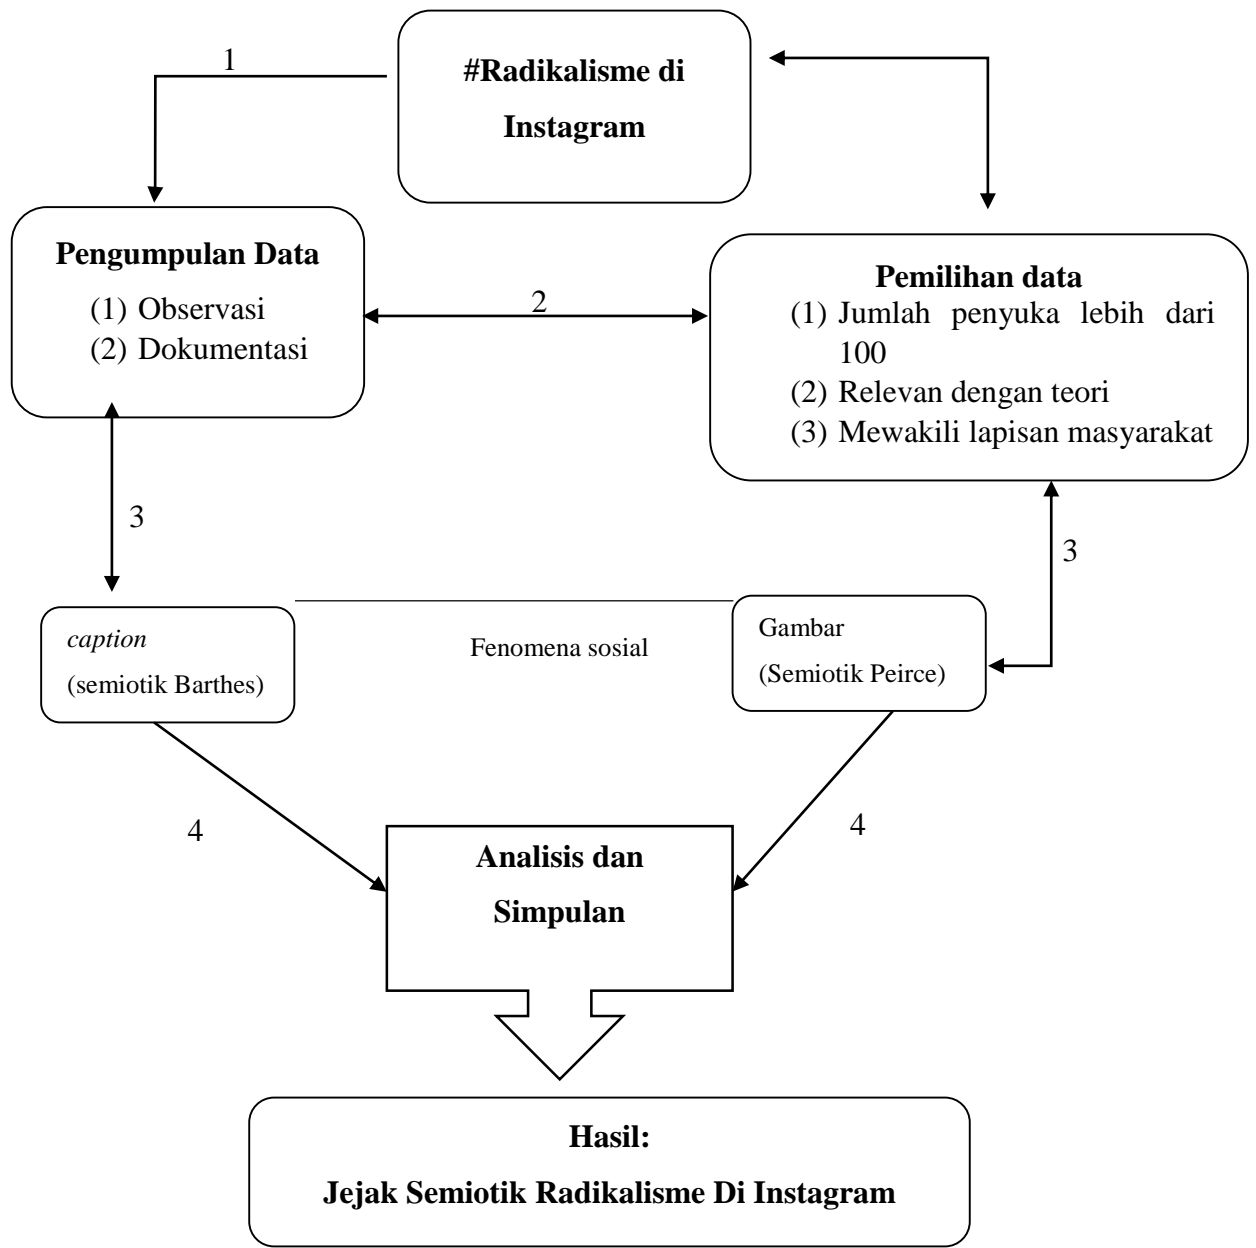 1
#Radikalisme di
Instagram
Pengumpulan Data
(1) Observasi
(2) Dokumentasi
2
Pemilihan data
(1) Jumlah penyuka lebih dari
100
(2) Relevan dengan teori
(3) Mewakili lapisan masyarakat
3
3
caption
(semiotik Barthes)
Fenomena sosial
Gambar
(Semiotik Peirce)
4
4
Analisis dan
Simpulan
Hasil:
Jejak Semiotik Radikalisme Di Instagram